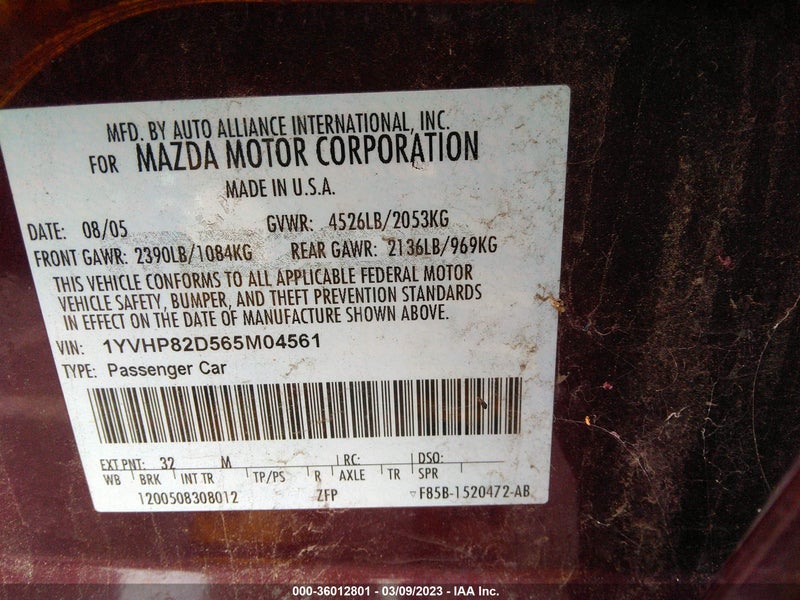 MFD. BY AUTO ALLIANCE INTERNATIONAL, INC.
FOR MAZDA MOTOR CORPORATION
MADE IN U.S.A.
DATE: 08/05 GVWR: 4526LB/2053KG
FRONT GAWR: 2390LB/1084KG REAR GAWR: 2136LB/969KG
THIS VEHICLE CONFORMS TO ALL APPLICABLE FEDERAL MOTOR
VEHICLE SAFETY, BUMPER, AND THEFT PREVENTION STANDARDS
IN EFFECT ON THE DATE OF MANUFACTURE SHOWN ABOVE.
VIN: 1YVHP82D565M04561
TYPE: Passenger Car
EXT PNT: 32 M RC: DSO:
WB BRK INT TR TP/PS R AXLE TR SPR
1200508308012 ZFP F85B-1520472-AB
000-36012801 - 03/09/2023 - IAA Inc.